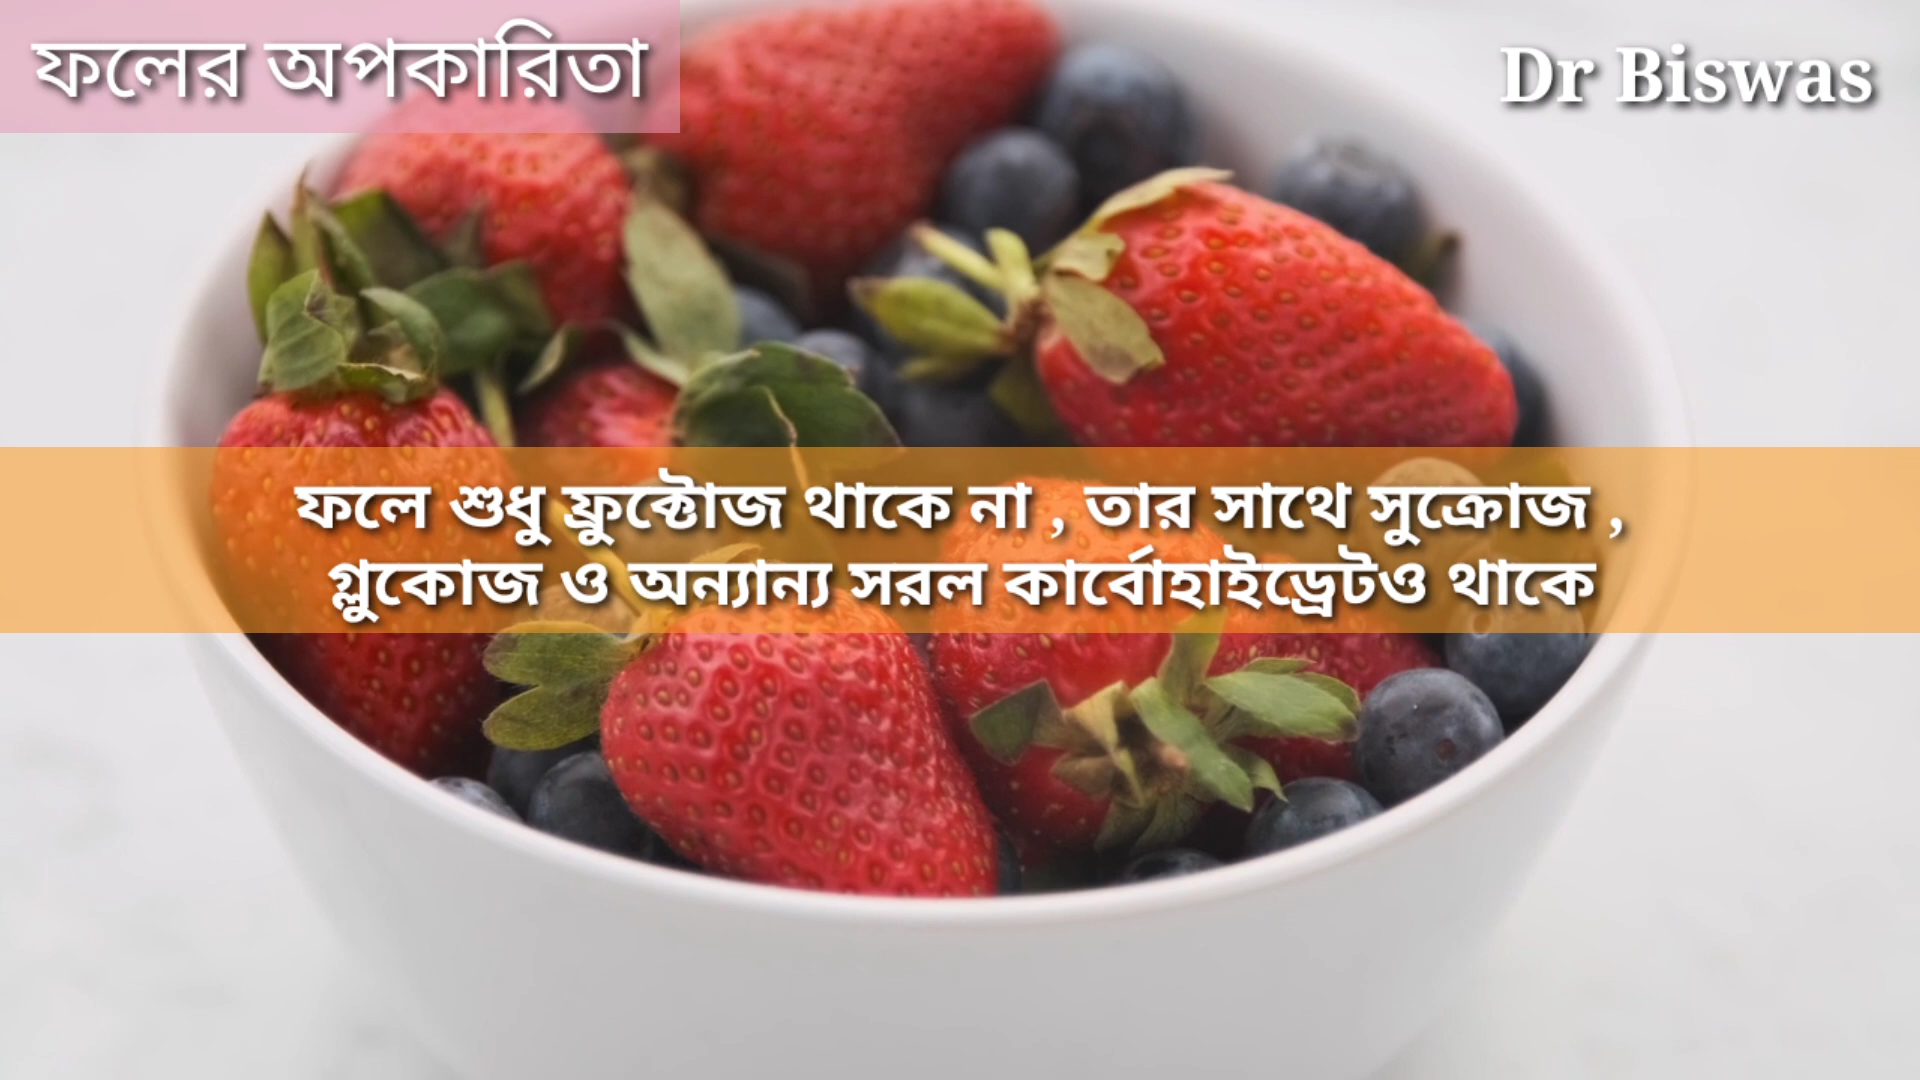 ফলের অপকারিতা
Dr Biswas
ফলে শুধু ফ্রুক্টোজ থাকে না , তার সাথে সুক্রোজ ,
গ্লুকোজ ও অন্যান্য সরল কার্বোহাইড্রেটও থাকে